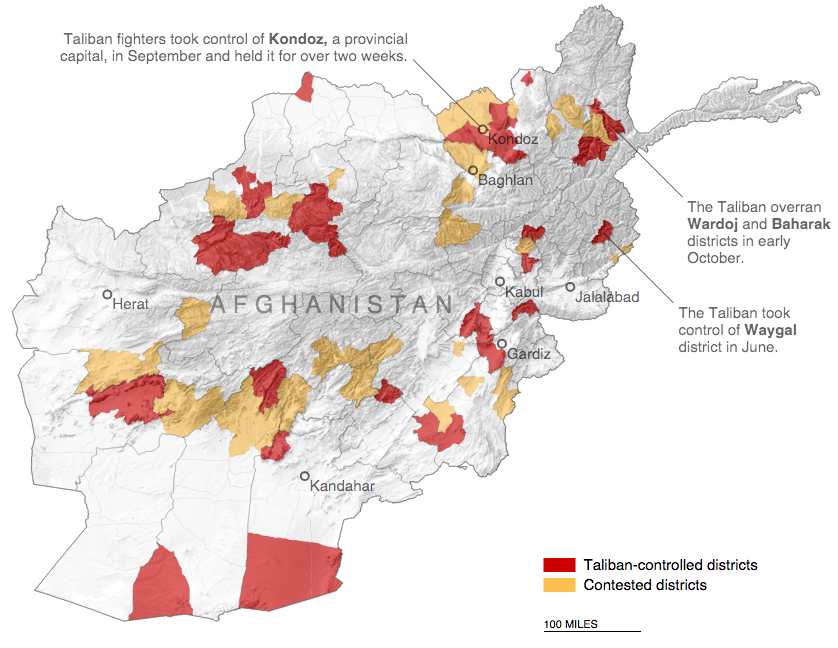 Taliban fighters took control of Kondoz, a provincial
capital, in September and held it for over two weeks.
Kondoz
Baghlan
The Taliban overran
Wardoj and Baharak
districts in early
October.
Herat
AFGHANISTAN
Kabul
Jalalabad
The Taliban took
control of Waygal
district in June.
Gardiz
Kandahar
Taliban-controlled districts
Contested districts
100 MILES